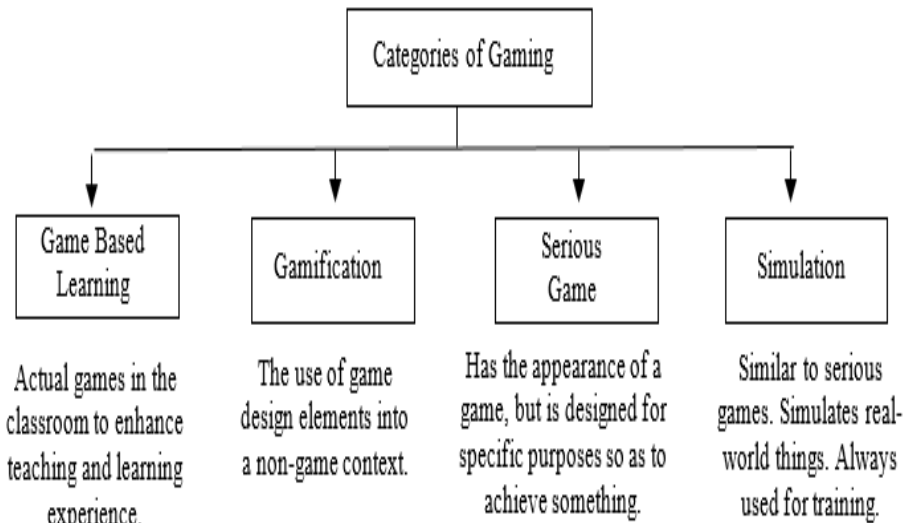 Categories of Gaming
Game Based
Learning
Gamification
Serious
Game
Simulation
Actual games in the
classroom to enhance
teaching and learning
experience.
The use of game
design elements into
a non-game context.
Has the appearance of a
game, but is designed for
specific purposes so as to
achieve something.
Similar to serious
games. Simulates real-
world things. Always
used for training.